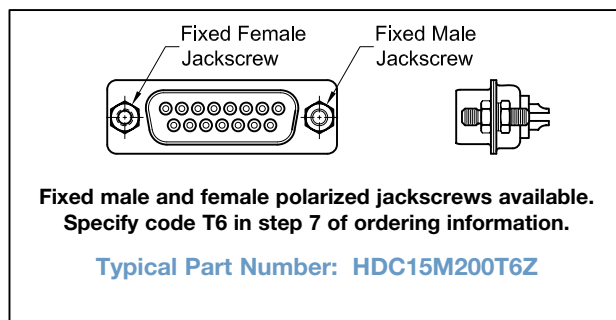 Fixed Female Jackscrew
Fixed Male Jackscrew
Fixed male and female polarized jackscrews available.
Specify code T6 in step 7 of ordering information.
Typical Part Number: HDC15M200T6Z